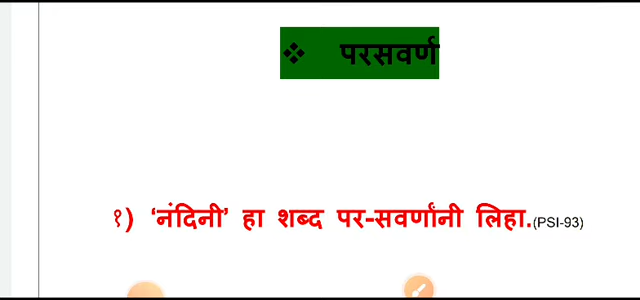 ❖ परसवर्ण
१) ‘नंदिनी’ हा शब्द पर-सवर्णांनी लिहा.(PSI-93)